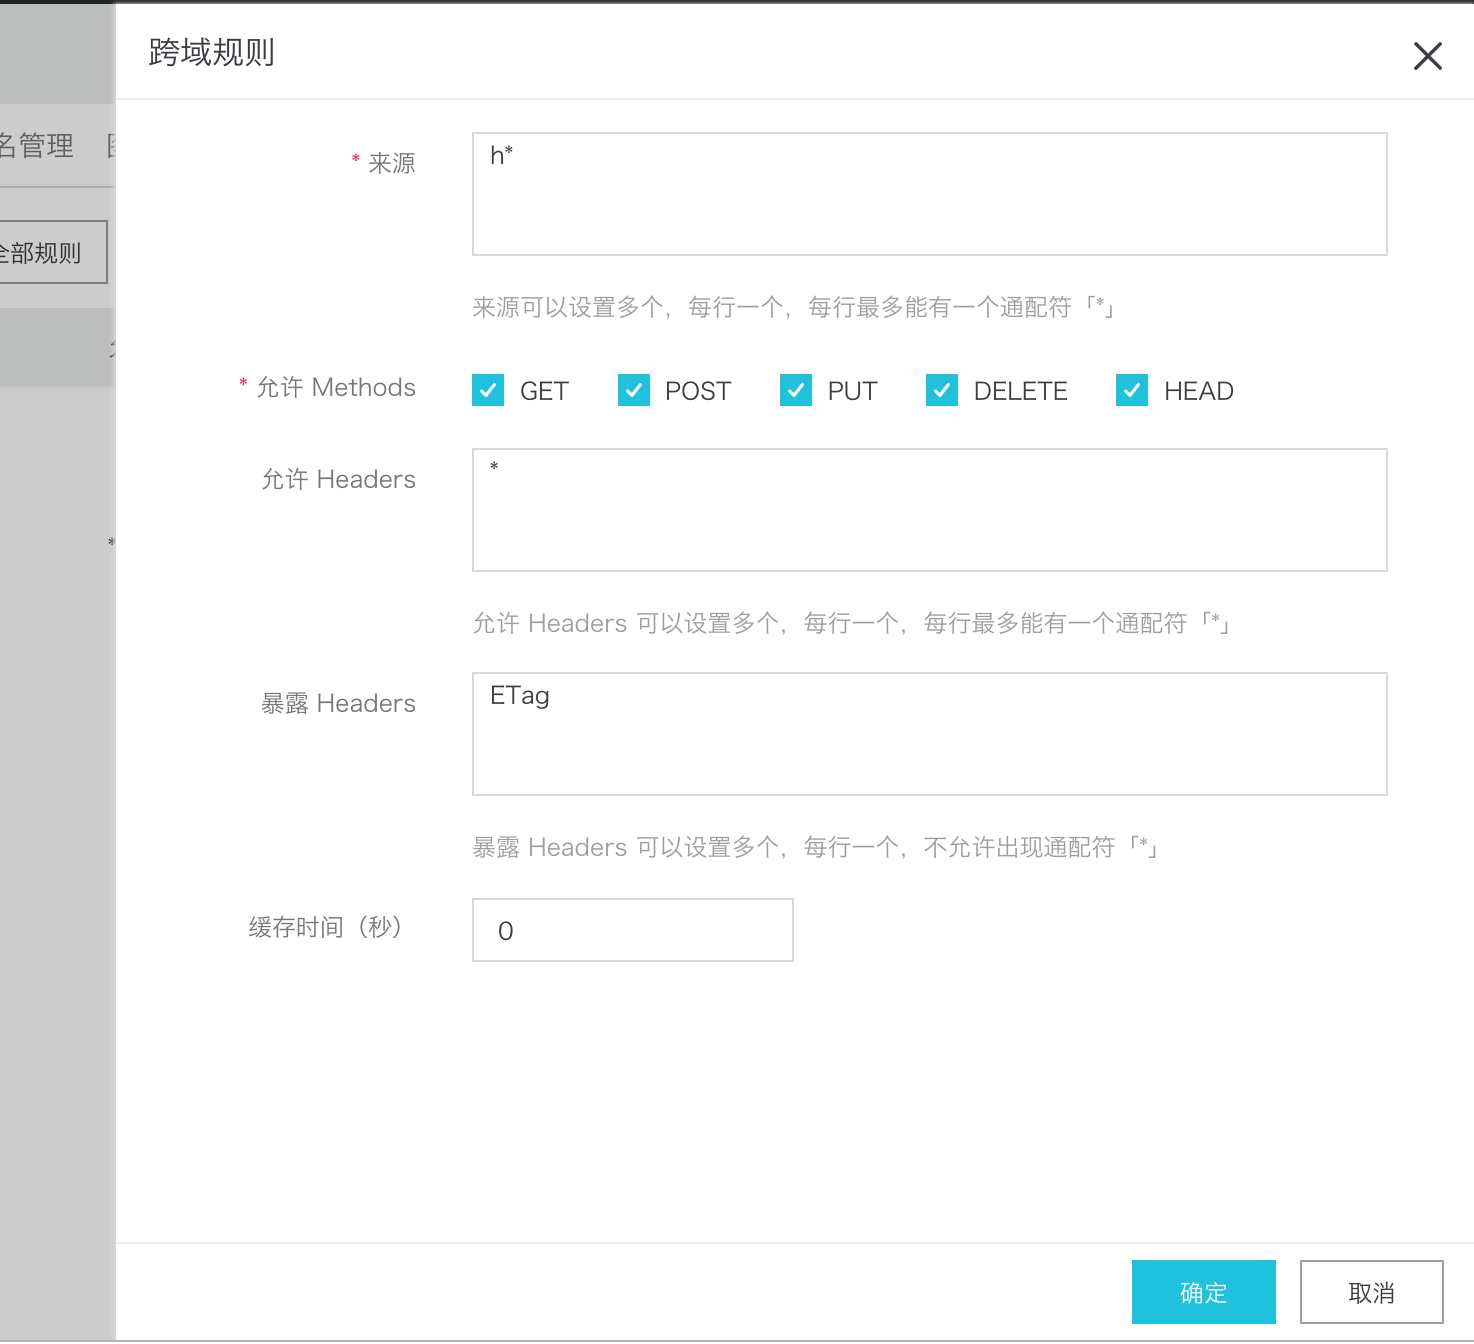 跨域规则
名管理
* 来源
h*
全部规则
来源可以设置多个，每行一个，每行最多能有一个通配符「*」
* 允许 Methods
GET POST PUT DELETE HEAD
允许 Headers
*
*
允许 Headers 可以设置多个，每行一个，每行最多能有一个通配符「*」
暴露 Headers
ETag
暴露 Headers 可以设置多个，每行一个，不允许出现通配符「*」
缓存时间（秒）
0
确定
取消